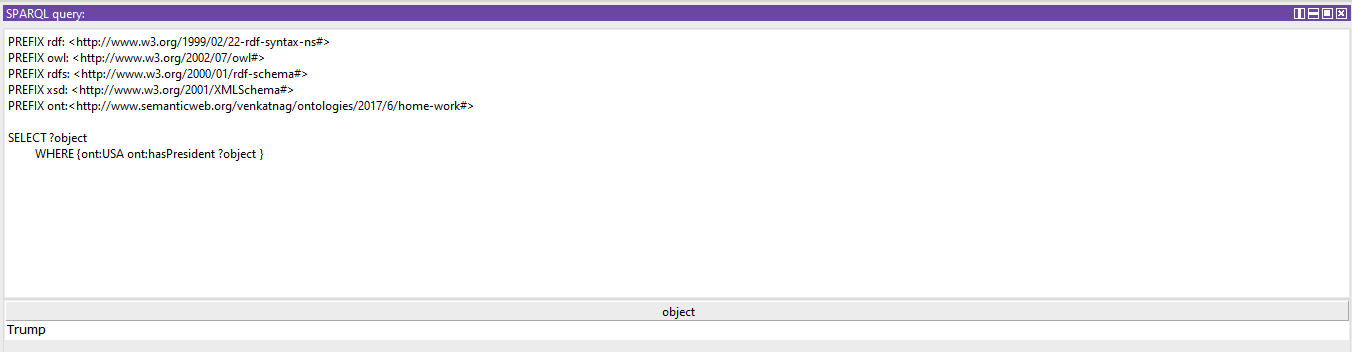 SPARQL query:
PREFIX rdf: <http://www.w3.org/1999/02/22-rdf-syntax-ns#>
PREFIX owl: <http://www.w3.org/2002/07/owl#>
PREFIX rdfs: <http://www.w3.org/2000/01/rdf-schema#>
PREFIX xsd: <http://www.w3.org/2001/XMLSchema#>
PREFIX ont:<http://www.semanticweb.org/venkatnag/ontologies/2017/6/home-work#>
SELECT ?object
WHERE {ont:USA ont:hasPresident ?object }
object
Trump